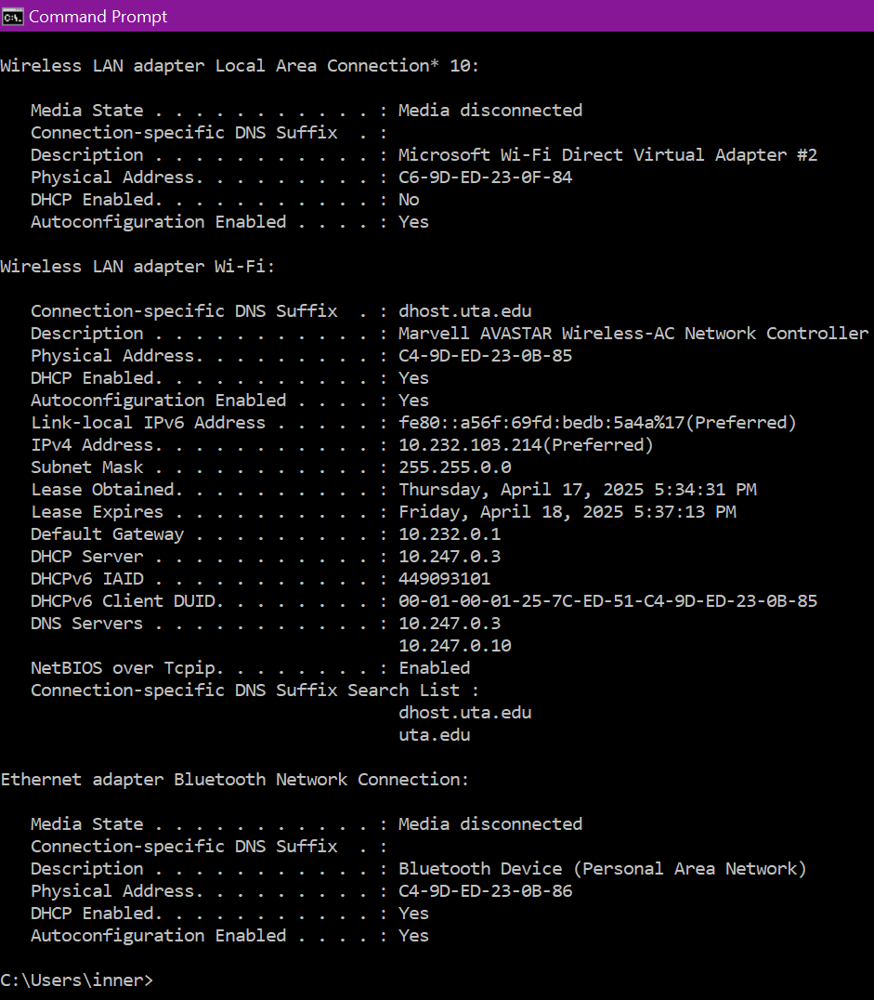 Command Prompt
Wireless LAN adapter Local Area Connection* 10:
Media State . . . . . . . . . . . : Media disconnected
Connection-specific DNS Suffix  . :
Description . . . . . . . . . . . : Microsoft Wi-Fi Direct Virtual Adapter #2
Physical Address. . . . . . . . . : C6-9D-ED-23-0F-84
DHCP Enabled. . . . . . . . . . . : No
Autoconfiguration Enabled . . . . : Yes
Wireless LAN adapter Wi-Fi:
Connection-specific DNS Suffix  . : dhost.uta.edu
Description . . . . . . . . . . . : Marvell AVASTAR Wireless-AC Network Controller
Physical Address. . . . . . . . . : C4-9D-ED-23-0B-85
DHCP Enabled. . . . . . . . . . . : Yes
Autoconfiguration Enabled . . . . : Yes
Link-local IPv6 Address . . . . . : fe80::a56f:69fd:bedb:5a4a%17(Preferred)
IPv4 Address. . . . . . . . . . . : 10.232.103.214(Preferred)
Subnet Mask . . . . . . . . . . . : 255.255.0.0
Lease Obtained. . . . . . . . . . : Thursday, April 17, 2025 5:34:31 PM
Lease Expires . . . . . . . . . . : Friday, April 18, 2025 5:37:13 PM
Default Gateway . . . . . . . . . : 10.232.0.1
DHCP Server . . . . . . . . . . . : 10.247.0.3
DHCPv6 IAID . . . . . . . . . . . : 449093101
DHCPv6 Client DUID. . . . . . . . : 00-01-00-01-25-7C-ED-51-C4-9D-ED-23-0B-85
DNS Servers . . . . . . . . . . . : 10.247.0.3
10.247.0.10
NetBIOS over Tcpip. . . . . . . . : Enabled
Connection-specific DNS Suffix Search List :
dhost.uta.edu
uta.edu
Ethernet adapter Bluetooth Network Connection:
Media State . . . . . . . . . . . : Media disconnected
Connection-specific DNS Suffix  . :
Description . . . . . . . . . . . : Bluetooth Device (Personal Area Network)
Physical Address. . . . . . . . . : C4-9D-ED-23-0B-86
DHCP Enabled. . . . . . . . . . . : Yes
Autoconfiguration Enabled . . . . : Yes
C:\Users\inner>